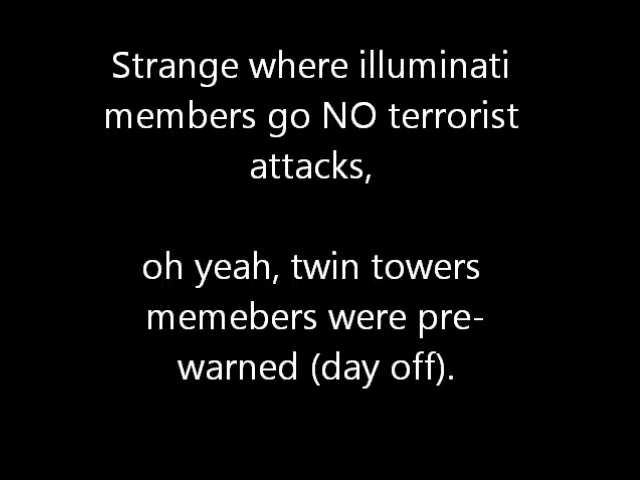 Strange where illuminati
members go NO terrorist
attacks,
oh yeah, twin towers
memebers were pre-
warned (day off).